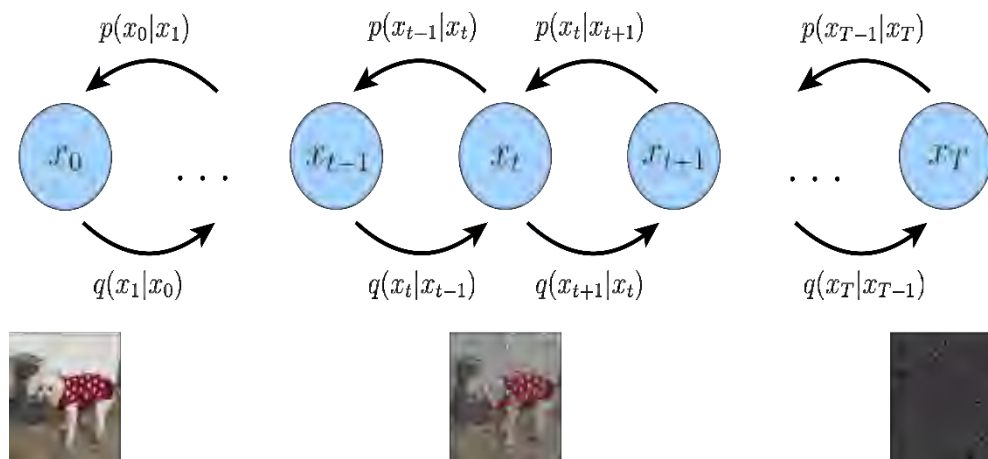 p(x_0|x_1) p(x_{t-1}|x_t) p(x_t|x_{t+1}) p(x_{T-1}|x_T)
x_0 ... x_{t-1} x_t x_{t+1} ... x_T
q(x_1|x_0) q(x_t|x_{t-1}) q(x_{t+1}|x_t) q(x_T|x_{T-1})